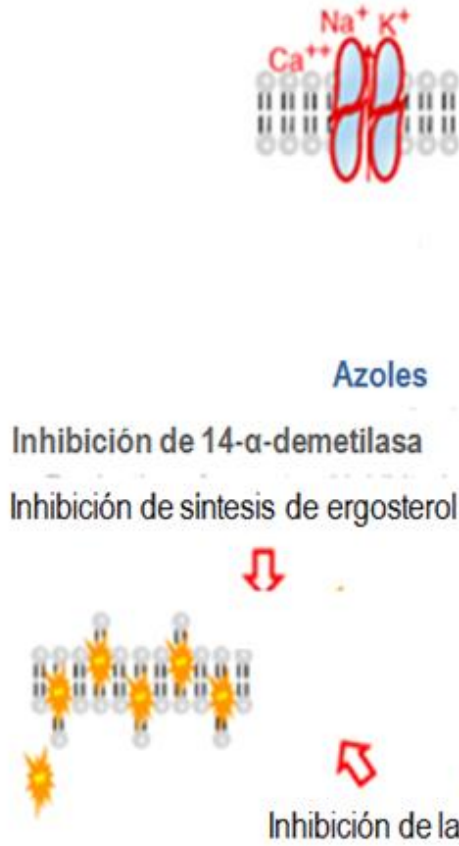 Na⁺ K⁺
Ca⁺⁺
Azoles
Inhibición de 14-α-demetilasa
Inhibición de síntesis de ergosterol
Inhibición de la